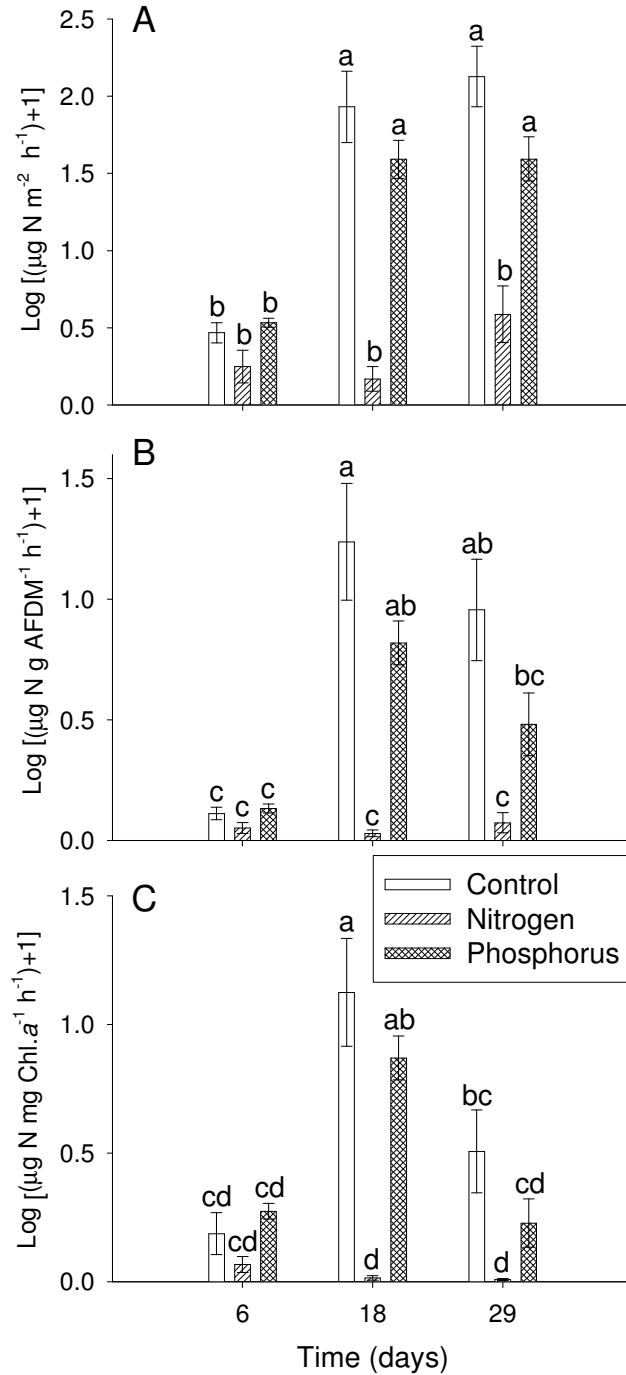 A
Log [(µg N m⁻² h⁻¹)+1]
2.5
2.0
1.5
1.0
0.5
0.0
a
a
a
a
b
b
b
b
b
B
Log [(µg N g AFDM⁻¹ h⁻¹)+1]
1.5
1.0
0.5
0.0
a
ab
ab
bc
c
c
c
c
c
Control
Nitrogen
Phosphorus
C
Log [(µg N mg Chl.a⁻¹ h⁻¹)+1]
1.5
1.0
0.5
0.0
a
ab
bc
cd
cd
cd
cd
d
d
6
18
29
Time (days)